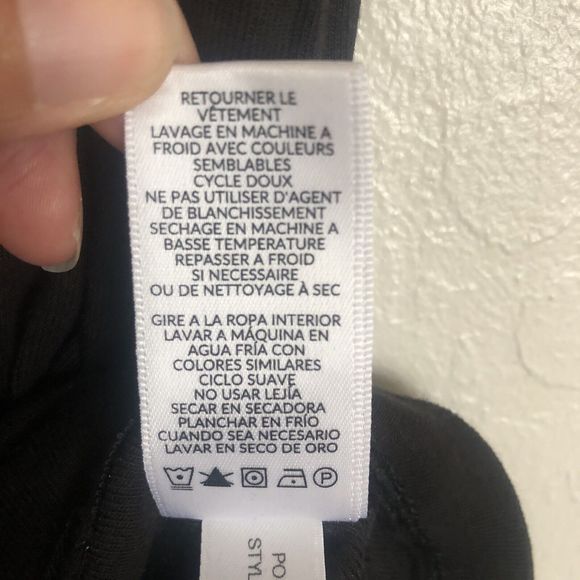 RETOURNER LE
VÊTEMENT
LAVAGE EN MACHINE A
FROID AVEC COULEURS
SEMBLABLES
CYCLE DOUX
NE PAS UTILISER D'AGENT
DE BLANCHISSEMENT
SECHAGE EN MACHINE A
BASSE TEMPERATURE
REPASSER A FROID
SI NECESSAIRE
OU DE NETTOYAGE À SEC
GIRE A LA ROPA INTERIOR
LAVAR A MÁQUINA EN
AGUA FRÍA CON
COLORES SIMILARES
CICLO SUAVE
NO USAR LEJÍA
SECAR EN SECADORA
PLANCHAR EN FRÍO
CUANDO SEA NECESARIO
LAVAR EN SECO DE ORO
P
PO
STYL